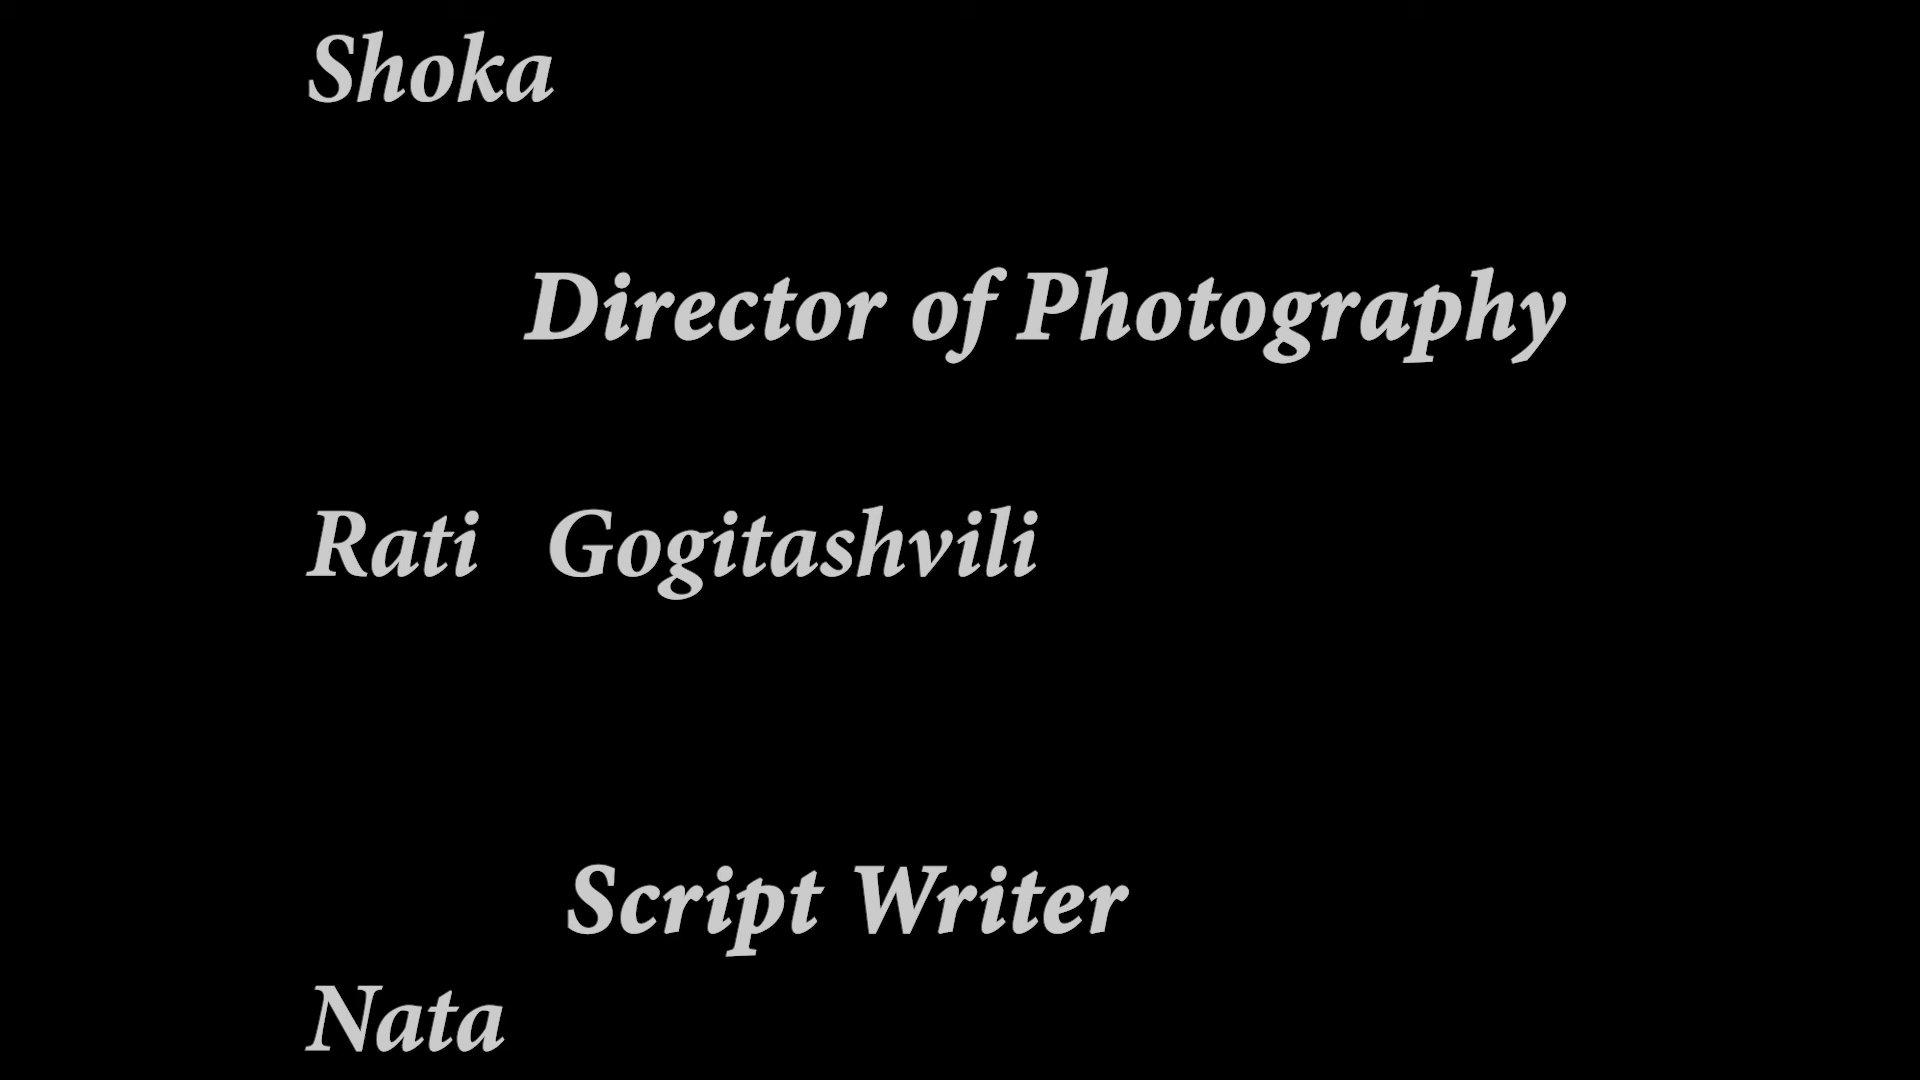 Shoka
Director of Photography
Rati Gogitashvili
Script Writer
Nata